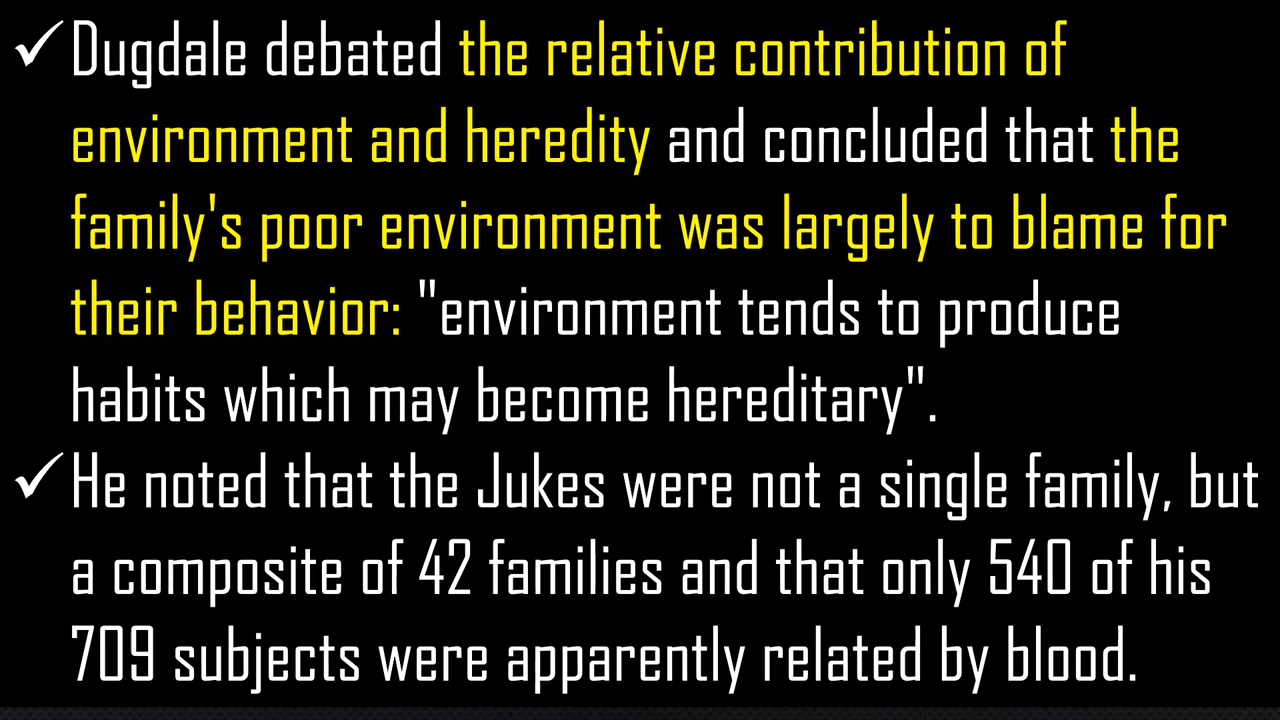 ✓Dugdale debated the relative contribution of
environment and heredity and concluded that the
family's poor environment was largely to blame for
their behavior: "environment tends to produce
habits which may become hereditary".
✓He noted that the Jukes were not a single family, but
a composite of 42 families and that only 540 of his
709 subjects were apparently related by blood.